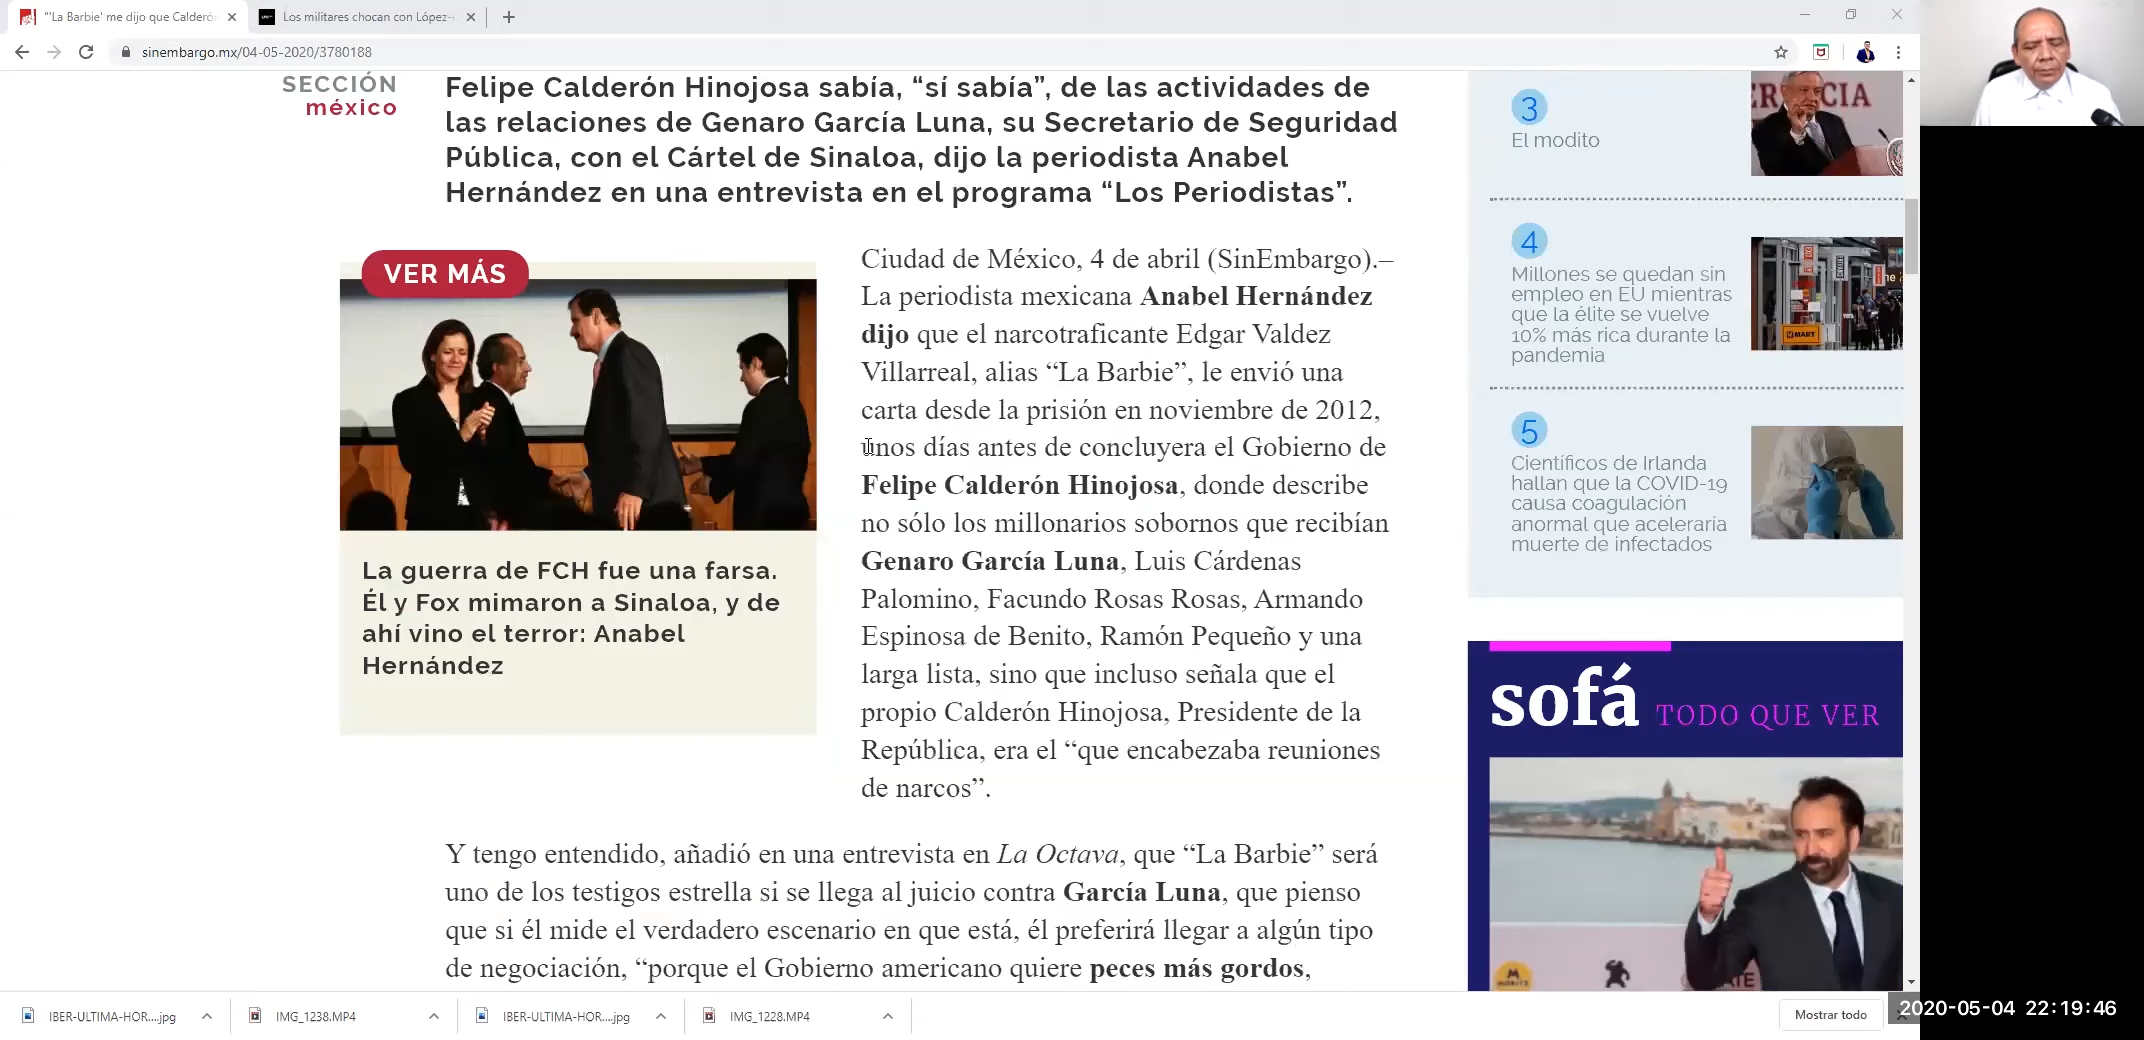 "'La Barbie' me dijo que Calderó
Los militares chocan con López-
sinembargo.mx/04-05-2020/3780188
SECCIÓN
méxico
Felipe Calderón Hinojosa sabía, “sí sabía”, de las actividades de
las relaciones de Genaro García Luna, su Secretario de Seguridad
Pública, con el Cártel de Sinaloa, dijo la periodista Anabel
Hernández en una entrevista en el programa “Los Periodistas”.
VER MÁS
La guerra de FCH fue una farsa.
Él y Fox mimaron a Sinaloa, y de
ahí vino el terror: Anabel
Hernández
Ciudad de México, 4 de abril (SinEmbargo).–
La periodista mexicana Anabel Hernández
dijo que el narcotraficante Edgar Valdez
Villarreal, alias “La Barbie”, le envió una
carta desde la prisión en noviembre de 2012,
unos días antes de concluyera el Gobierno de
Felipe Calderón Hinojosa, donde describe
no sólo los millonarios sobornos que recibían
Genaro García Luna, Luis Cárdenas
Palomino, Facundo Rosas Rosas, Armando
Espinosa de Benito, Ramón Pequeño y una
larga lista, sino que incluso señala que el
propio Calderón Hinojosa, Presidente de la
República, era el “que encabezaba reuniones
de narcos”.
Y tengo entendido, añadió en una entrevista en La Octava, que “La Barbie” será
uno de los testigos estrella si se llega al juicio contra García Luna, que pienso
que si él mide el verdadero escenario en que está, él preferirá llegar a algún tipo
de negociación, “porque el Gobierno americano quiere peces más gordos,
3
El modito
4
Millones se quedan sin
empleo en EU mientras
que la élite se vuelve
10% más rica durante la
pandemia
MART
5
Científicos de Irlanda
hallan que la COVID-19
causa coagulación
anormal que aceleraría
muerte de infectados
sofá TODO QUE VER
IBER-ULTIMA-HOR....jpg
IMG_1238.MP4
IBER-ULTIMA-HOR....jpg
IMG_1228.MP4
Mostrar todo
2020-05-04 22:19:46